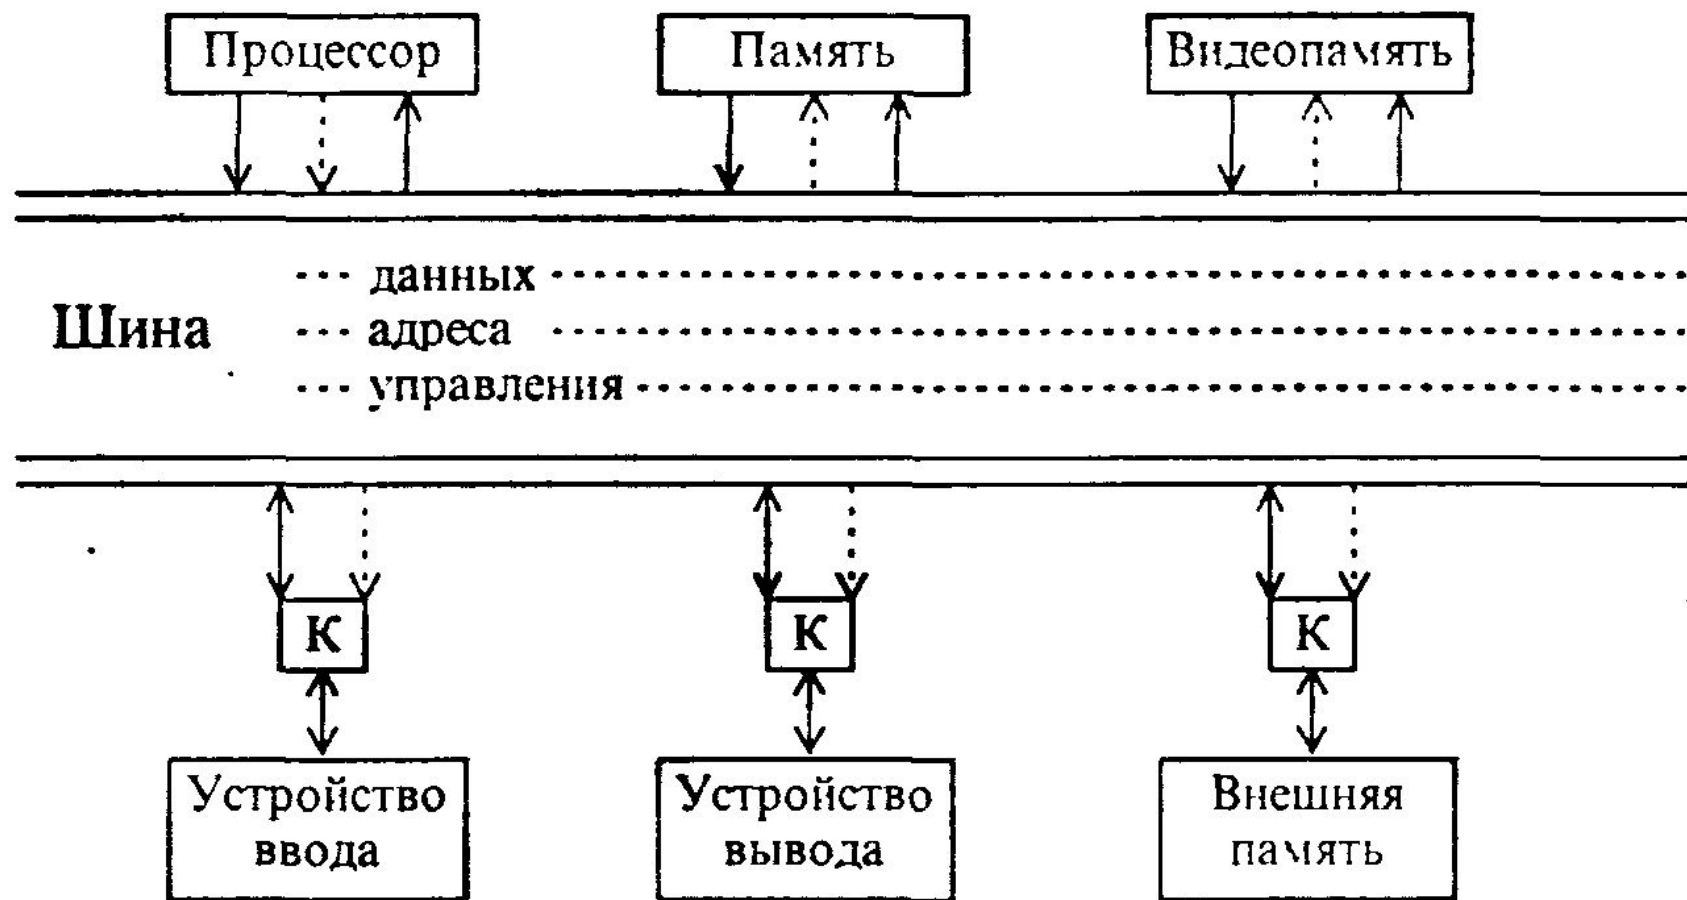 Процессор
Память
Видеопамять
Шина
данных
адреса
управления
К
К
К
Устройство
ввода
Устройство
вывода
Внешняя
память